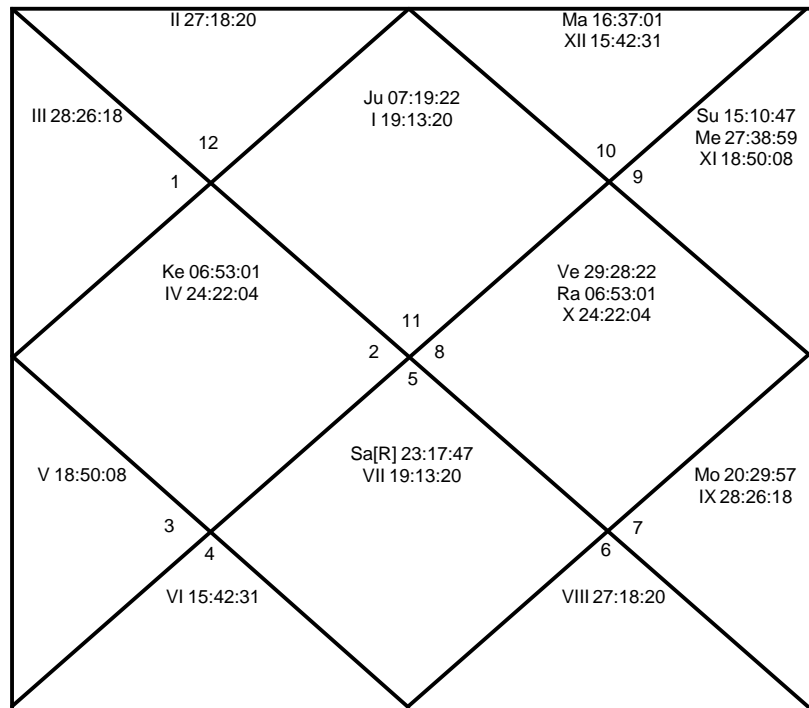 II 27:18:20
Ma 16:37:01
XII 15:42:31
III 28:26:18
Ju 07:19:22
I 19:13:20
Su 15:10:47
Me 27:38:59
XI 18:50:08
12
10
1
9
Ke 06:53:01
IV 24:22:04
Ve 29:28:22
Ra 06:53:01
X 24:22:04
11
2
8
5
V 18:50:08
Sa[R] 23:17:47
VII 19:13:20
Mo 20:29:57
IX 28:26:18
3
7
4
6
VI 15:42:31
VIII 27:18:20